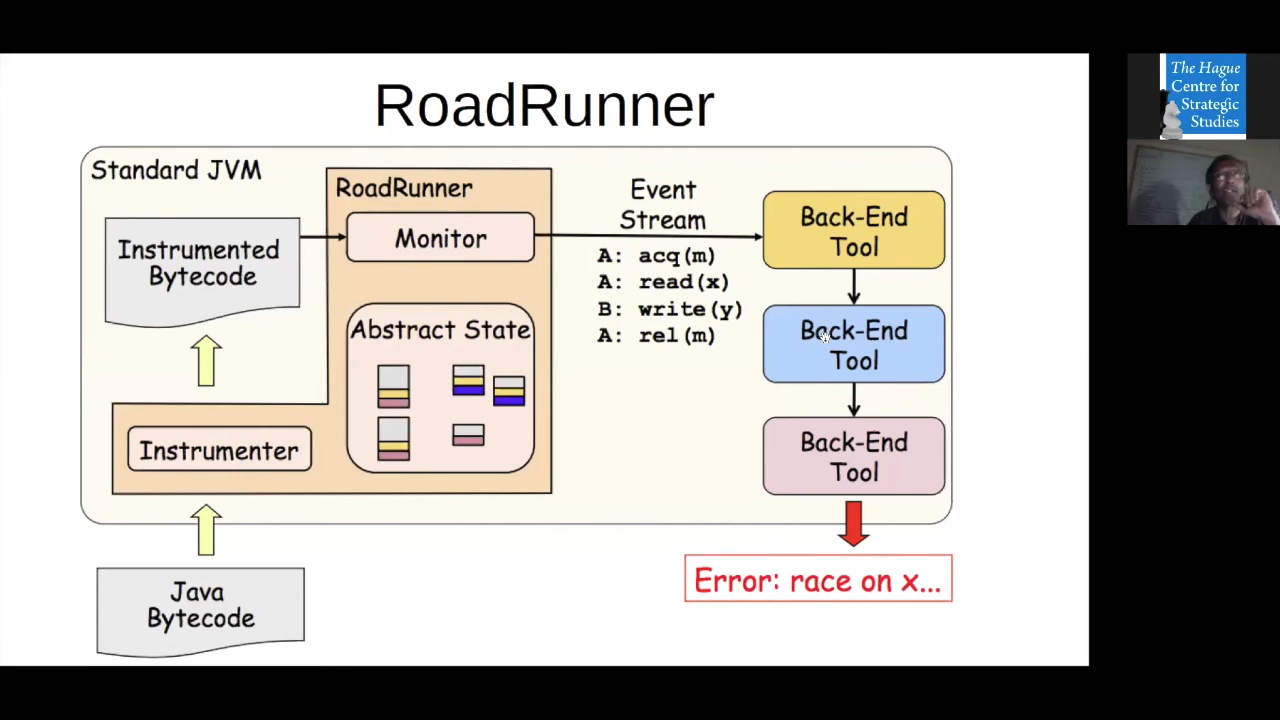 RoadRunner
Standard JVM
RoadRunner
Monitor
Instrumented
Bytecode
Abstract State
Instrumenter
Java
Bytecode
Event
Stream
A: acq(m)
A: read(x)
B: write(y)
A: rel(m)
Back-End
Tool
Back-End
Tool
Back-End
Tool
Error: race on x...
The Hague
Centre for
Strategic
Studies